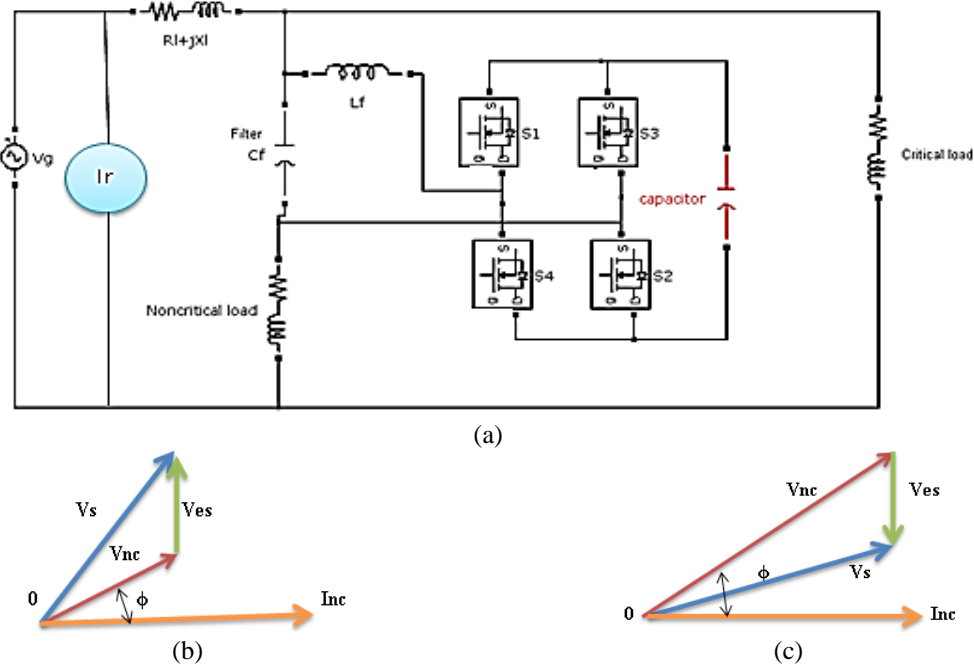 Rl+jXl
Lf
S
S1
G
D
S
S3
G
D
Filter
Cf
Vg
Ir
Critical load
capacitor
S
S4
G
D
S
S2
G
D
Noncritical load
(a)
Vs
Ves
Vnc
0
ϕ
Inc
(b)
Vnc
Ves
ϕ
Vs
0
Inc
(c)